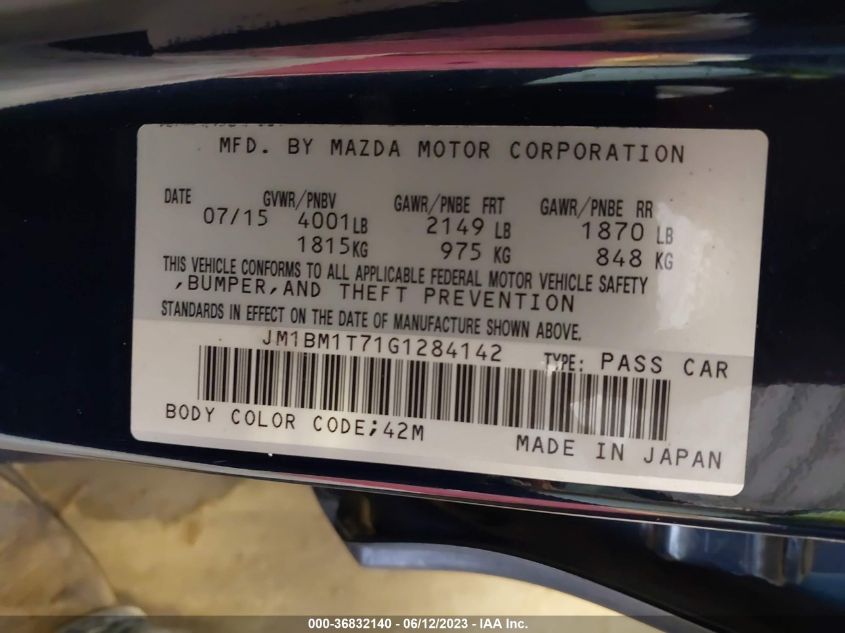 MFD. BY MAZDA MOTOR CORPORATION
DATE GVWR/PNBV GAWR/PNBE FRT GAWR/PNBE RR
07/15 4001LB 2149 LB 1870 LB
1815KG 975 KG 848 KG
THIS VEHICLE CONFORMS TO ALL APPLICABLE FEDERAL MOTOR VEHICLE SAFETY
,BUMPER,AND THEFT PREVENTION
STANDARDS IN EFFECT ON THE DATE OF MANUFACTURE SHOWN ABOVE.
JM1BM1T71G1284142 TYPE: PASS CAR
BODY COLOR CODE;42M
MADE IN JAPAN
000-36832140 - 06/12/2023 - IAA Inc.